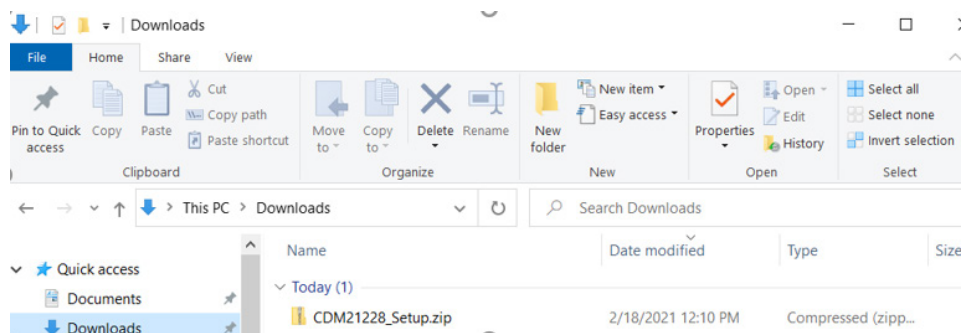 Downloads
File Home Share View
Pin to Quick access
Copy
Paste
Cut
Copy path
Paste shortcut
Move to
Copy to
Delete
Rename
New folder
New item
Easy access
Properties
Open
Edit
History
Select all
Select none
Invert selection
Clipboard Organize New Open Select
This PC > Downloads
Search Downloads
Name Date modified Type Size
Quick access
Today (1)
Documents
CDM21228_Setup.zip 2/18/2021 12:10 PM Compressed (zipp...
Downloads